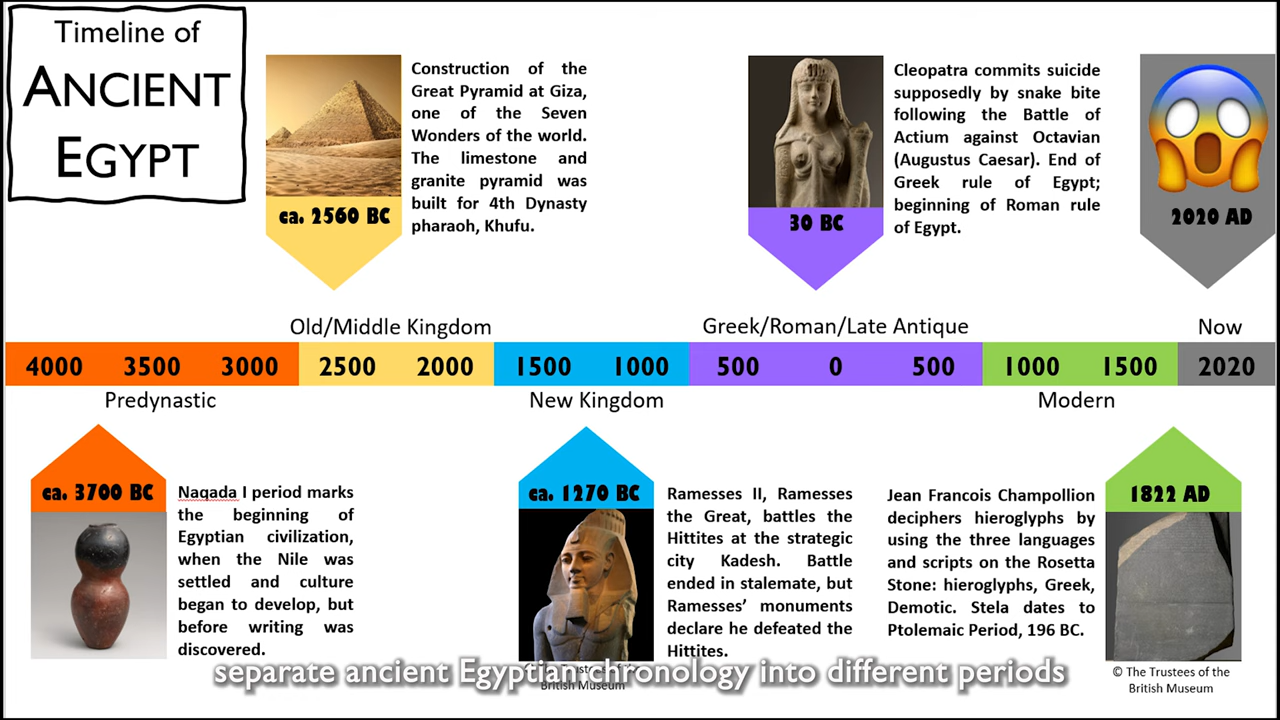 Timeline of
ANCIENT
EGYPT
ca. 2560 BC
Construction of the
Great Pyramid at Giza,
one of the Seven
Wonders of the world.
The limestone and
granite pyramid was
built for 4th Dynasty
pharaoh, Khufu.
30 BC
Cleopatra commits suicide
supposedly by snake bite
following the Battle of
Actium against Octavian
(Augustus Caesar). End of
Greek rule of Egypt;
beginning of Roman rule
of Egypt.
2020 AD
Old/Middle Kingdom
Greek/Roman/Late Antique
Now
4000 3500 3000 2500 2000 1500 1000 500 0 500 1000 1500 2020
Predynastic
New Kingdom
Modern
ca. 3700 BC
Naqada I period marks
the beginning of
Egyptian civilization,
when the Nile was
settled and culture
began to develop, but
before writing was
discovered.
ca. 1270 BC
Ramesses II, Ramesses
the Great, battles the
Hittites at the strategic
city Kadesh. Battle
ended in stalemate, but
Ramesses' monuments
declare he defeated the
Hittites.
British Museum
Jean Francois Champollion
deciphers hieroglyphs by
using the three languages
and scripts on the Rosetta
Stone: hieroglyphs, Greek,
Demotic. Stela dates to
Ptolemaic Period, 196 BC.
1822 AD
© The Trustees of the
British Museum
separate ancient Egyptian chronology into different periods